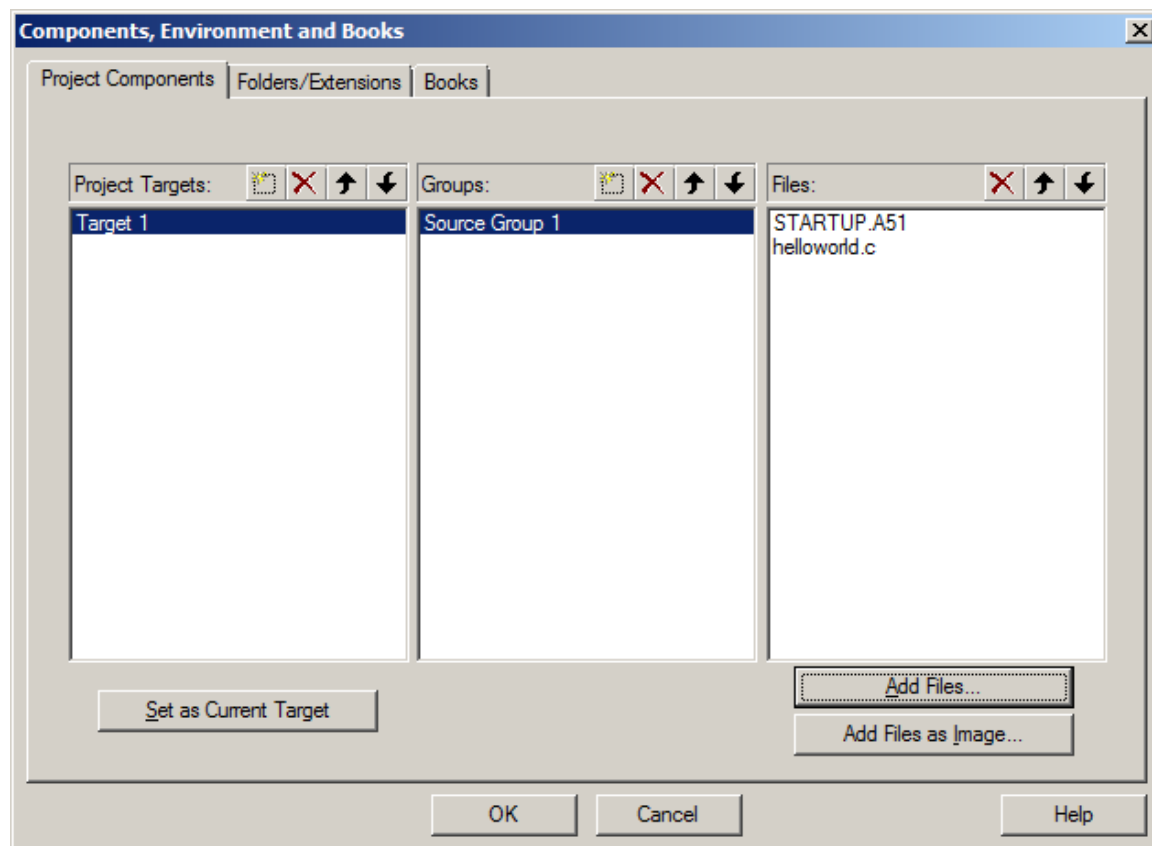 Components, Environment and Books
Project Components Folders/Extensions Books
Project Targets: Groups: Files:
Target 1 Source Group 1 STARTUP.A51
helloworld.c
Add Files...
Set as Current Target
Add Files as Image...
OK Cancel Help